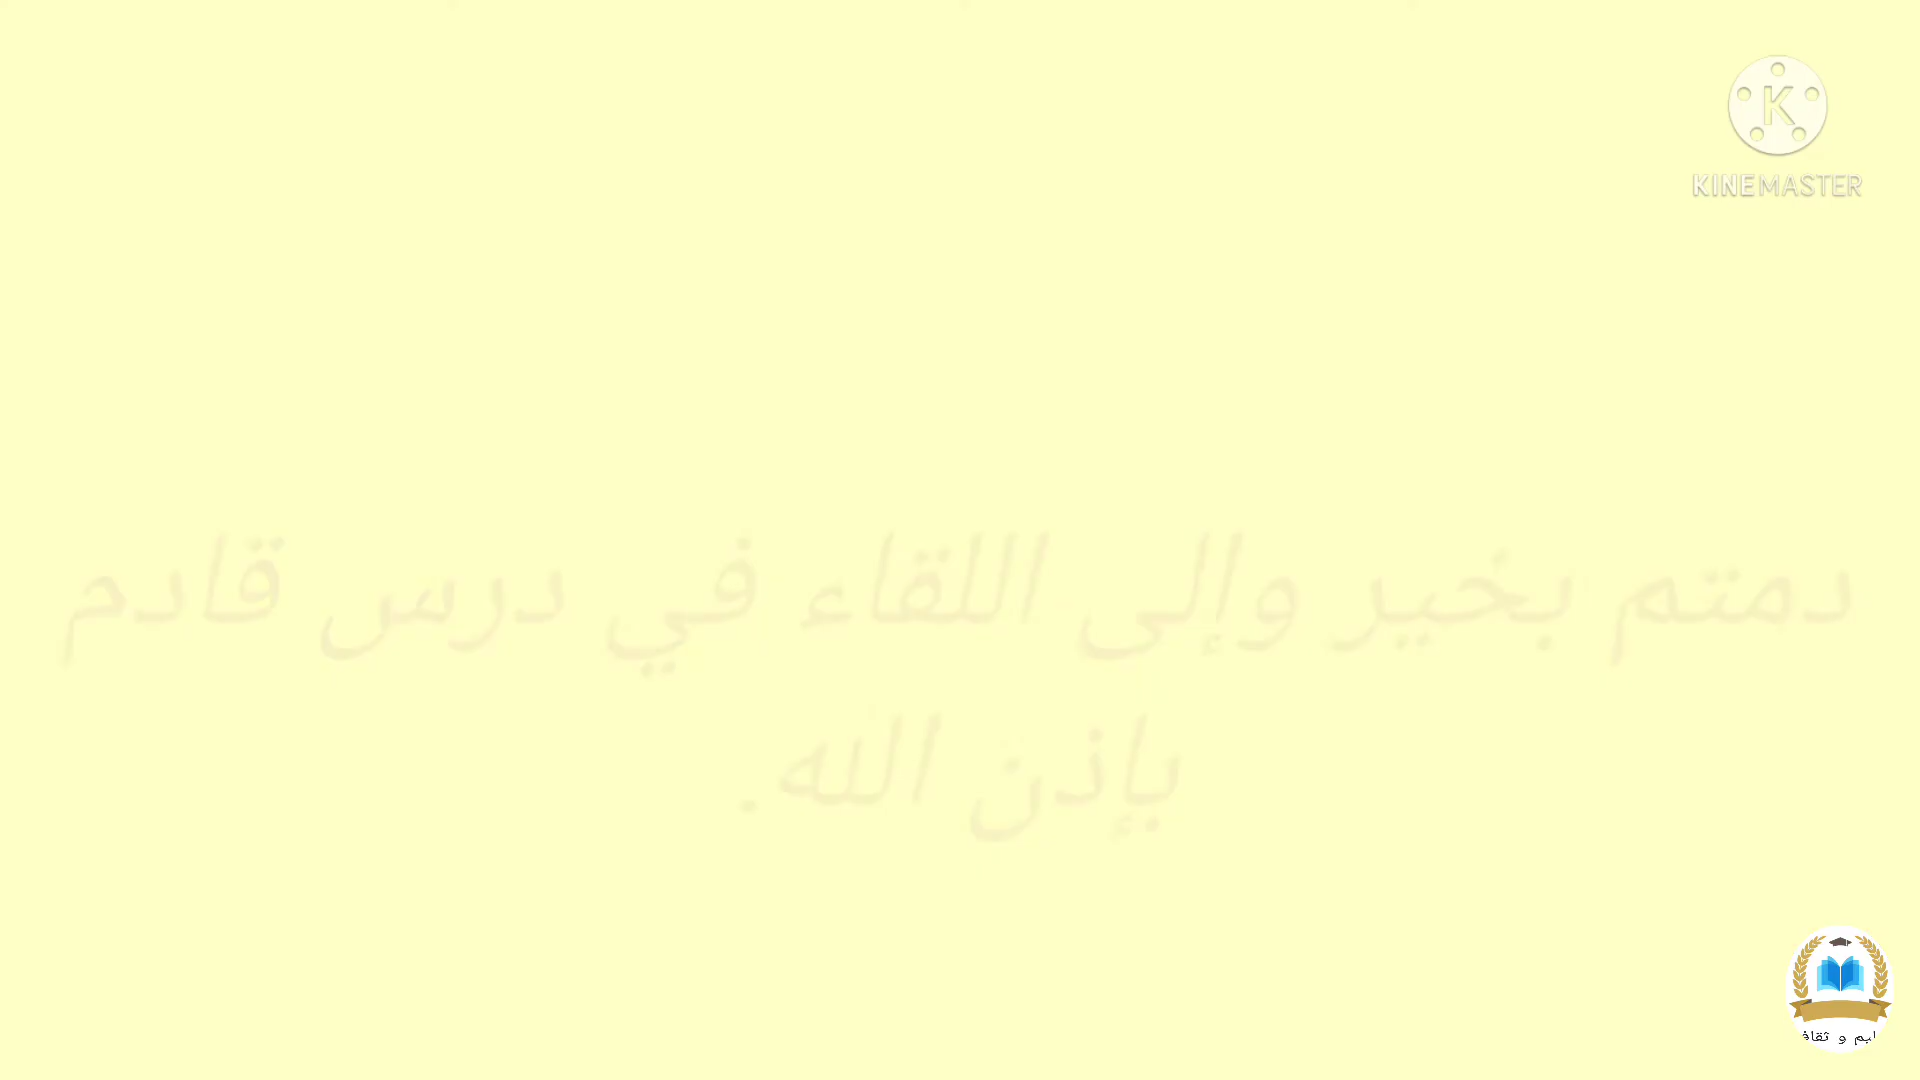 KINEMASTER
دمتم بخير وإلى اللقاء في درس قادم
بإذن الله.
و